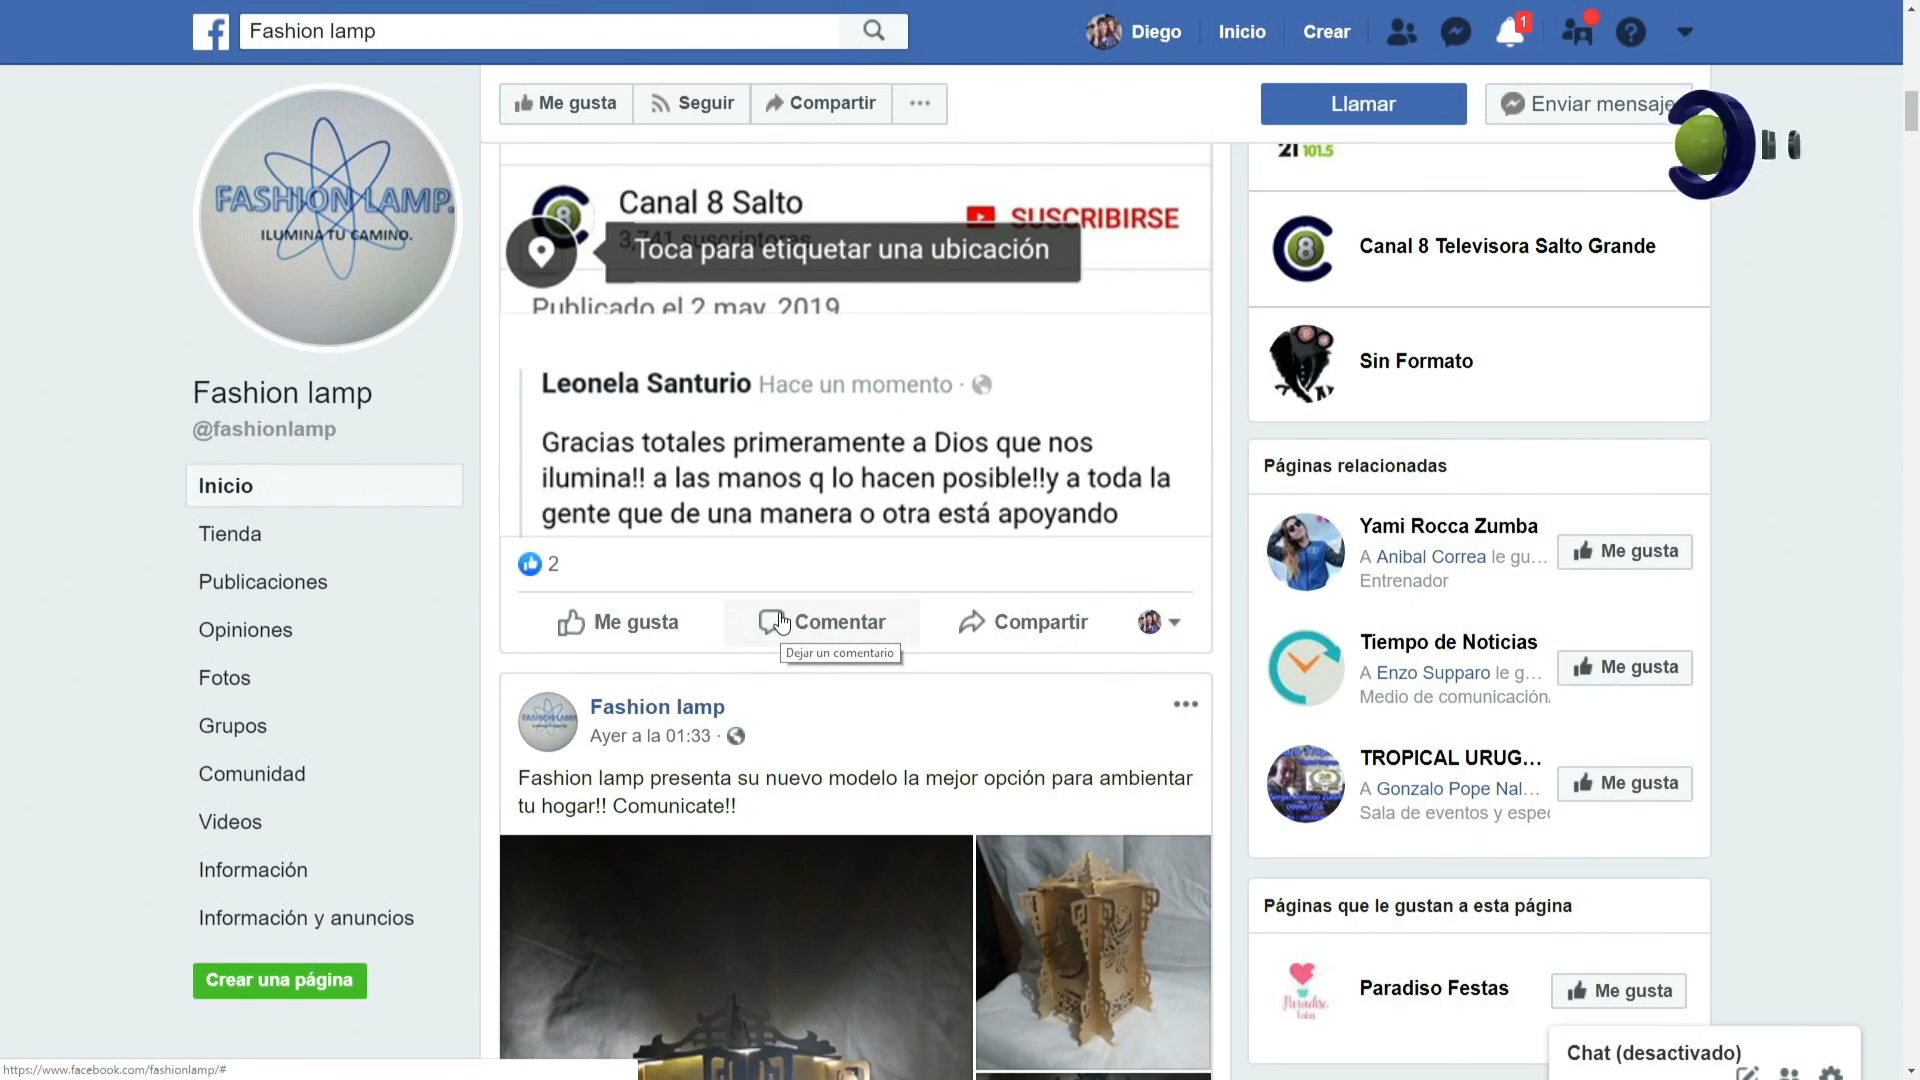 Fashion lamp
Diego
Inicio
Crear
1
FASHION LAMP.
ILUMINA TU CAMINO.
Fashion lamp
@fashionlamp
Inicio
Tienda
Publicaciones
Opiniones
Fotos
Grupos
Comunidad
Videos
Información
Información y anuncios
Crear una página
Me gusta
Seguir
Compartir
Llamar
Enviar mensaje
Canal 8 Salto
SUSCRIBIRSE
3,741 suscriptores
Toca para etiquetar una ubicación
Publicado el 2 may. 2019
Leonela Santurio Hace un momento ·
Gracias totales primeramente a Dios que nos
ilumina!! a las manos q lo hacen posible!!y a toda la
gente que de una manera o otra está apoyando
2
Me gusta
Comentar
Compartir
Dejar un comentario
Fashion lamp
Ayer a la 01:33 ·
Fashion lamp presenta su nuevo modelo la mejor opción para ambientar
tu hogar!! Comunicate!!
21 101.5
8
Canal 8 Televisora Salto Grande
Sin Formato
Páginas relacionadas
Yami Rocca Zumba
A Anibal Correa le gu...
Entrenador
Me gusta
Tiempo de Noticias
A Enzo Supparo le g...
Medio de comunicación
Me gusta
TROPICAL URUG...
A Gonzalo Pope Nal...
Sala de eventos y espec
Me gusta
Páginas que le gustan a esta página
Paradiso Festas
Me gusta
Chat (desactivado)
https://www.facebook.com/fashionlamp/#